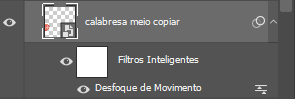 calabresa meio copiar
Filtros Inteligentes
Desfoque de Movimento